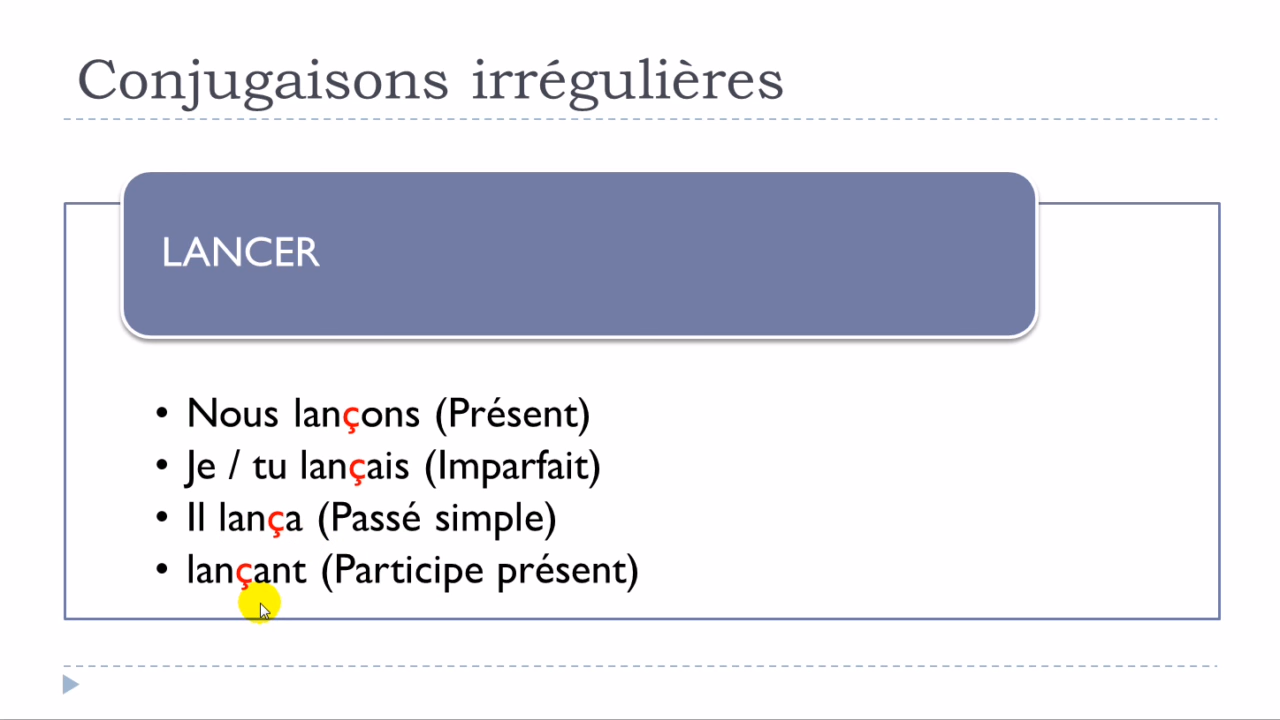 Conjugaisons irrégulières
LANCER
• Nous lançons (Présent)
• Je / tu lançais (Imparfait)
• Il lança (Passé simple)
• lançant (Participe présent)